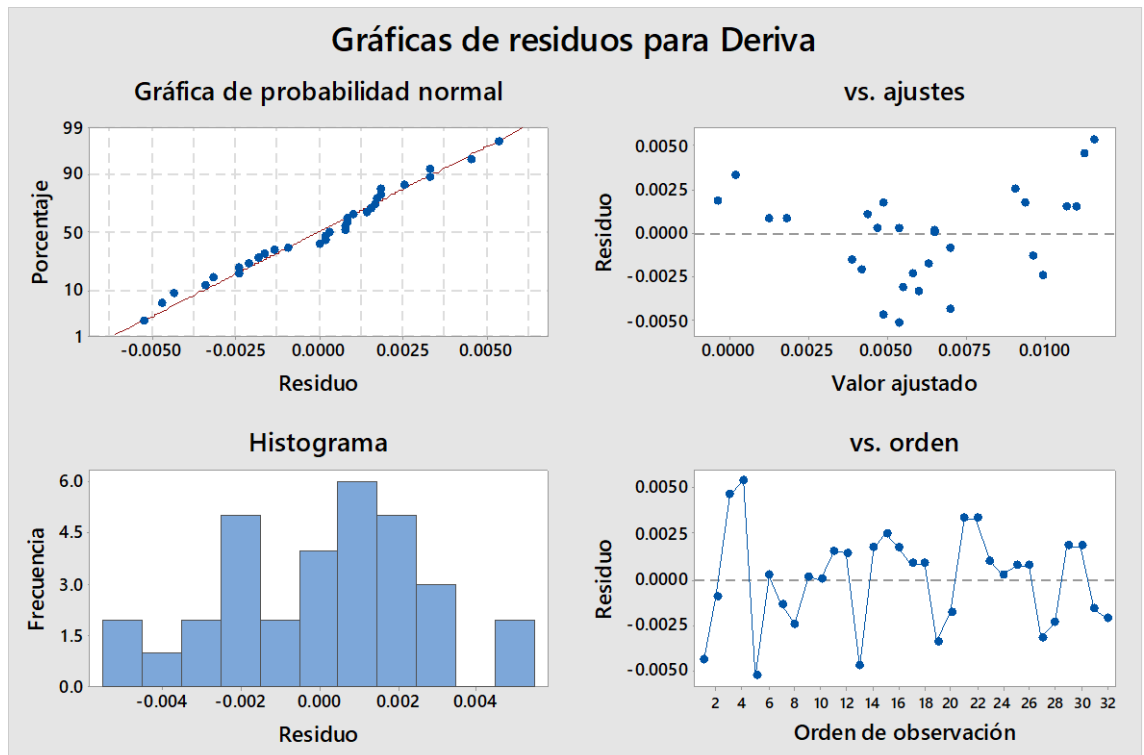 Gráficas de residuos para Deriva
Gráfica de probabilidad normal
99
90
50
10
1
Porcentaje
-0.0050 -0.0025 0.0000 0.0025 0.0050
Residuo
vs. ajustes
0.0050
0.0025
0.0000
-0.0025
-0.0050
Residuo
0.0000 0.0025 0.0050 0.0075 0.0100
Valor ajustado
Histograma
6.0
4.5
3.0
1.5
0.0
Frecuencia
-0.004 -0.002 0.000 0.002 0.004
Residuo
vs. orden
0.0050
0.0025
0.0000
-0.0025
-0.0050
Residuo
2 4 6 8 10 12 14 16 18 20 22 24 26 28 30 32
Orden de observación